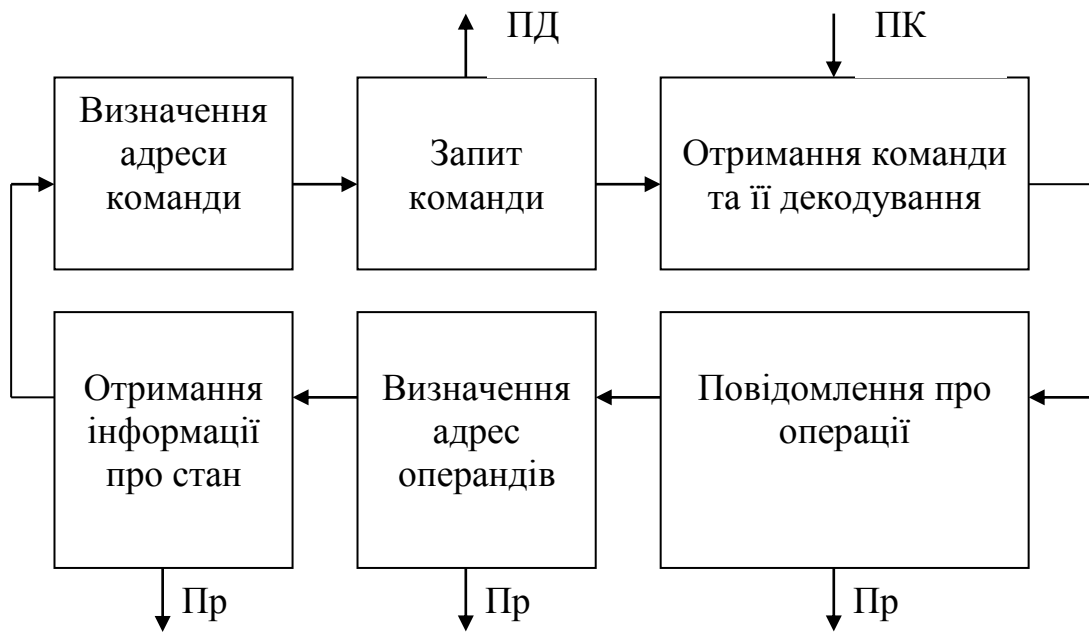 ПД
ПК
Визначення
адреси
команди
Запит
команди
Отримання команди
та її декодування
Отримання
інформації
про стан
Визначення
адрес
операндів
Повідомлення про
операції
Пр
Пр
Пр